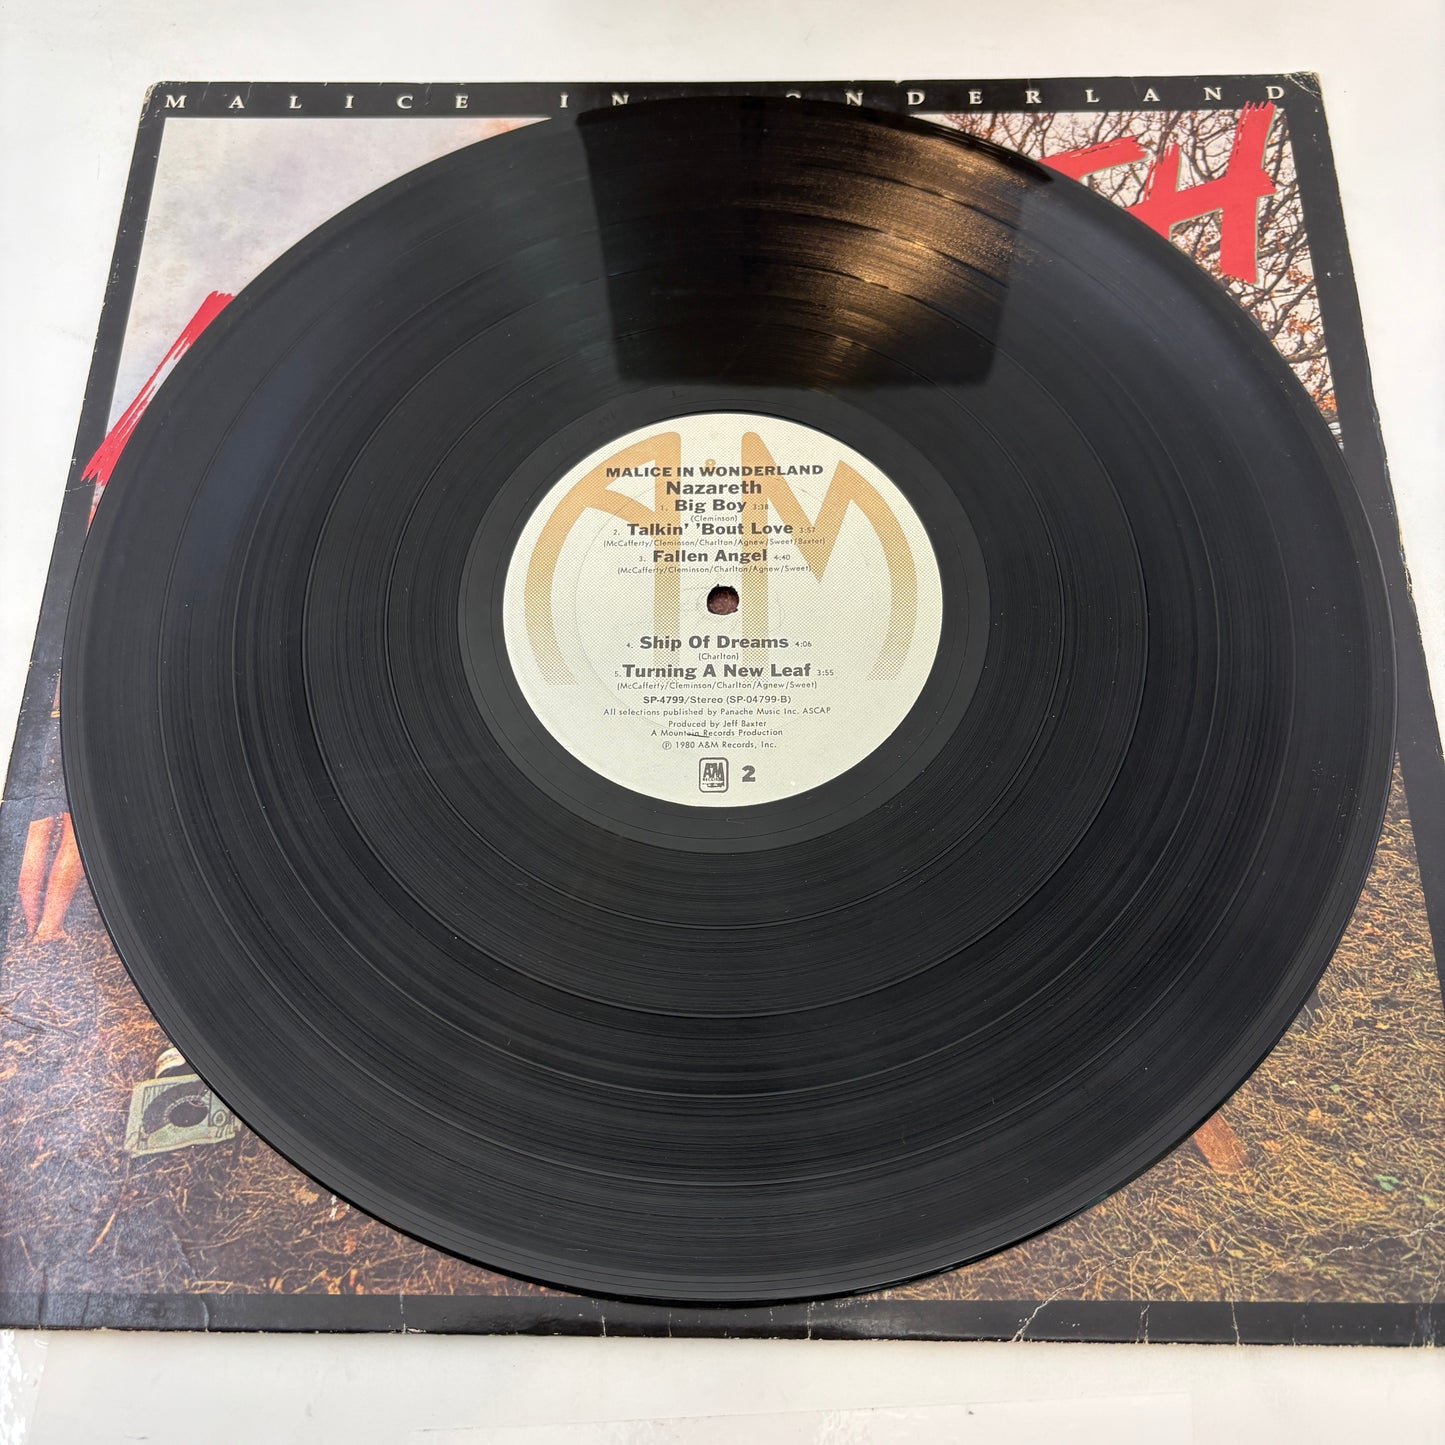 MALICE IN ONDERLAND
TH
MALICE IN WONDERLAND
Nazareth
1. Big Boy 3:38
(Cleminson)
2. Talkin' 'Bout Love 3:57
(McCafferty/Cleminson/Charlton/Agnew/Sweet/Baxter)
3. Fallen Angel 4:40
(McCafferty/Cleminson/Charlton/Agnew/Sweet)
4. Ship Of Dreams 4:06
(Charlton)
5. Turning A New Leaf 3:55
(McCafferty/Cleminson/Charlton/Agnew/Sweet)
SP-4799/Stereo (SP-04799-B)
All selections published by Panache Music Inc. ASCAP
Produced by Jeff Baxter
A Mountain Records Production
℗ 1980 A&M Records, Inc.
A&M 2